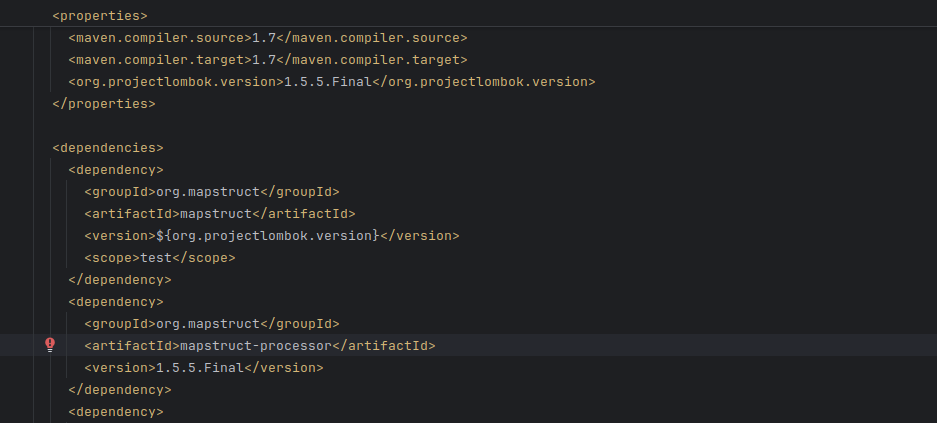 <properties>
<maven.compiler.source>1.7</maven.compiler.source>
<maven.compiler.target>1.7</maven.compiler.target>
<org.projectlombok.version>1.5.5.Final</org.projectlombok.version>
</properties>
<dependencies>
<dependency>
<groupId>org.mapstruct</groupId>
<artifactId>mapstruct</artifactId>
<version>${org.projectlombok.version}</version>
<scope>test</scope>
</dependency>
<dependency>
<groupId>org.mapstruct</groupId>
<artifactId>mapstruct-processor</artifactId>
<version>1.5.5.Final</version>
</dependency>
<dependency>